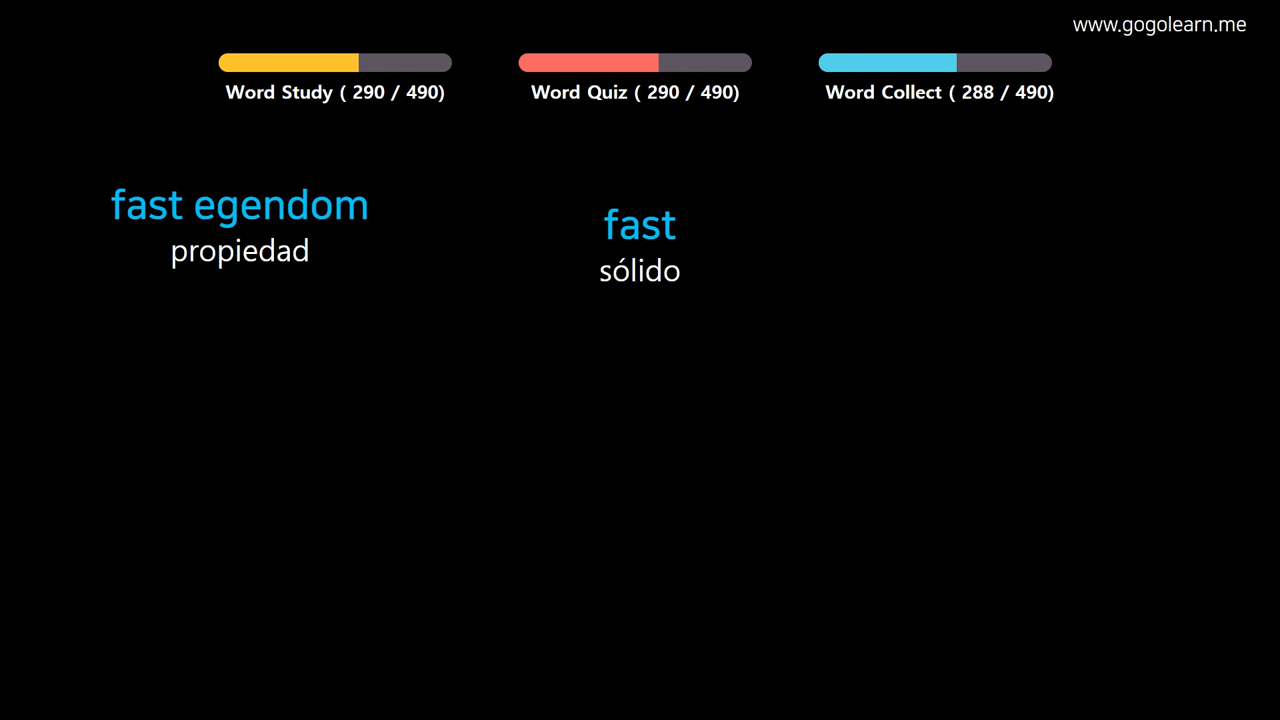 www.gogolearn.me
Word Study ( 290 / 490)
Word Quiz ( 290 / 490)
Word Collect ( 288 / 490)
fast egendom
propiedad
fast
sólido